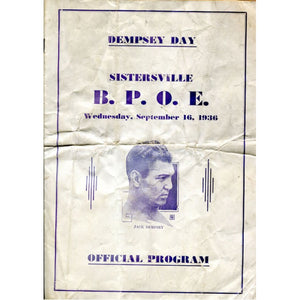 DEMPSEY DAY
SISTERSVILLE
B. P. O. E.
Wednesday, September 16, 1936
JACK DEMPSEY
OFFICIAL PROGRAM